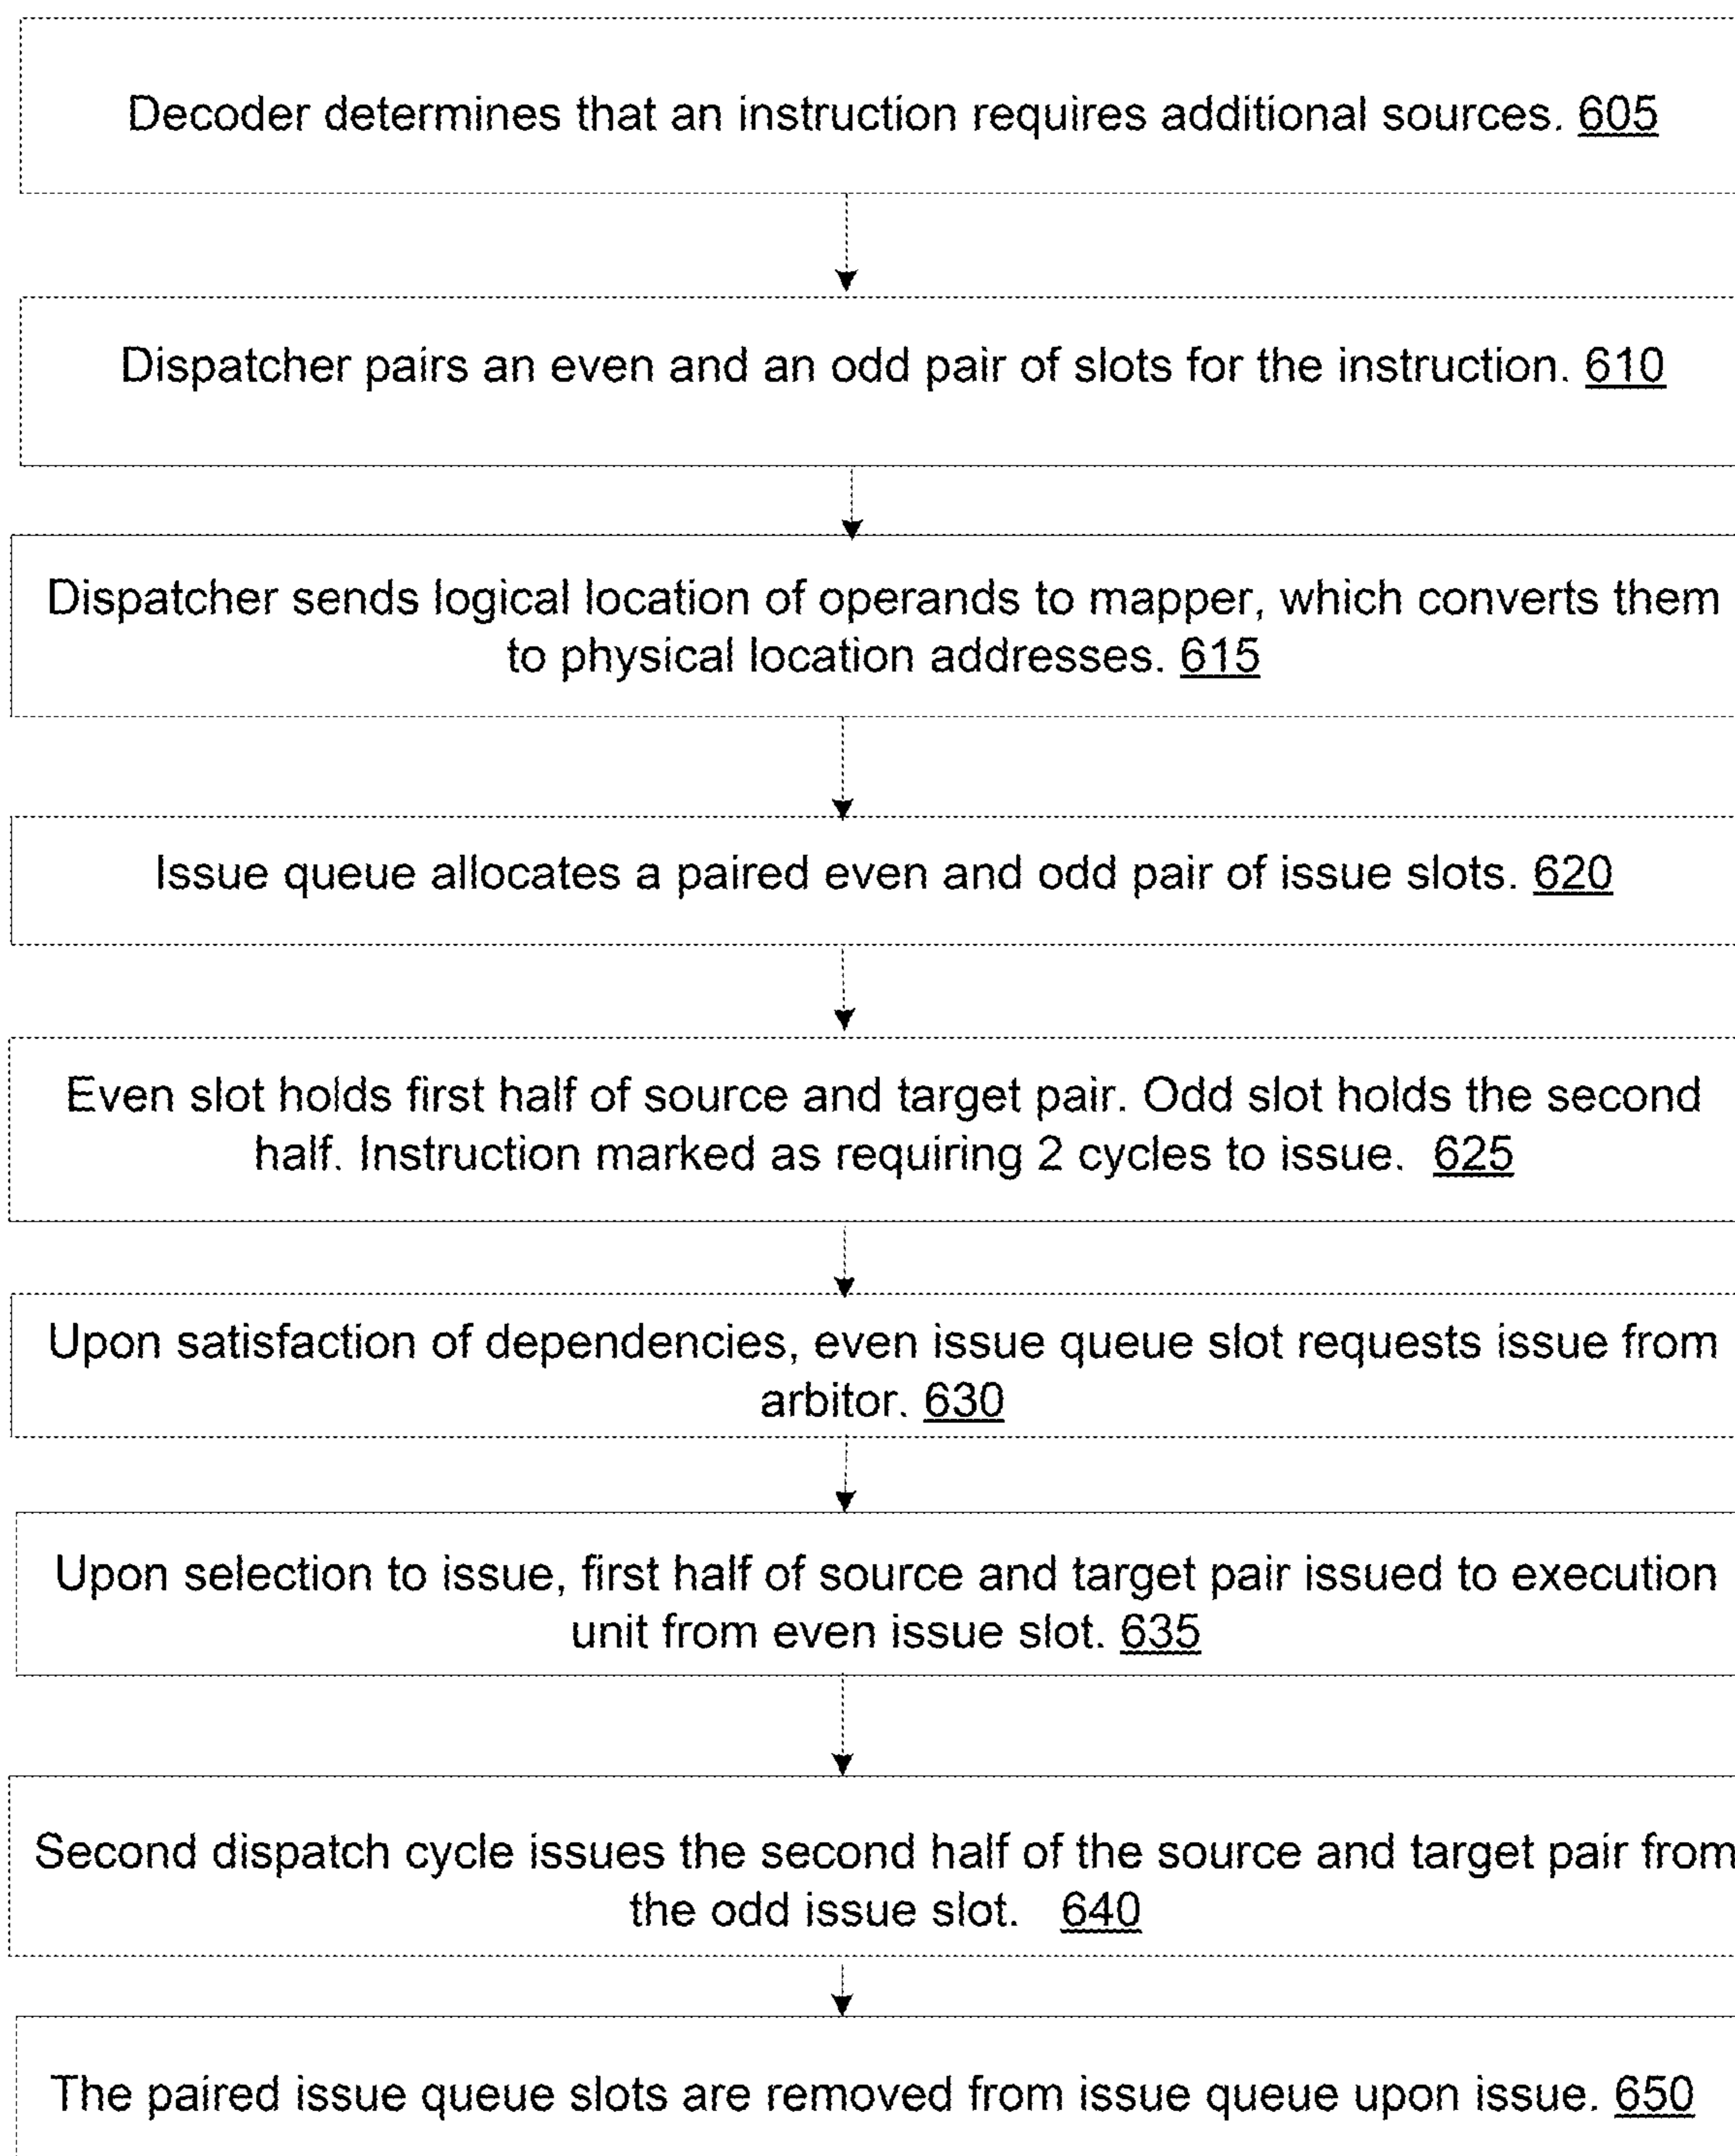 Decoder determines that an instruction requires additional sources. 605
Dispatcher pairs an even and an odd pair of slots for the instruction. 610
Dispatcher sends logical location of operands to mapper, which converts them
to physical location addresses. 615
Issue queue allocates a paired even and odd pair of issue slots. 620
Even slot holds first half of source and target pair. Odd slot holds the second
half. Instruction marked as requiring 2 cycles to issue. 625
Upon satisfaction of dependencies, even issue queue slot requests issue from
arbitor. 630
Upon selection to issue, first half of source and target pair issued to execution
unit from even issue slot. 635
Second dispatch cycle issues the second half of the source and target pair from
the odd issue slot. 640
The paired issue queue slots are removed from issue queue upon issue. 650